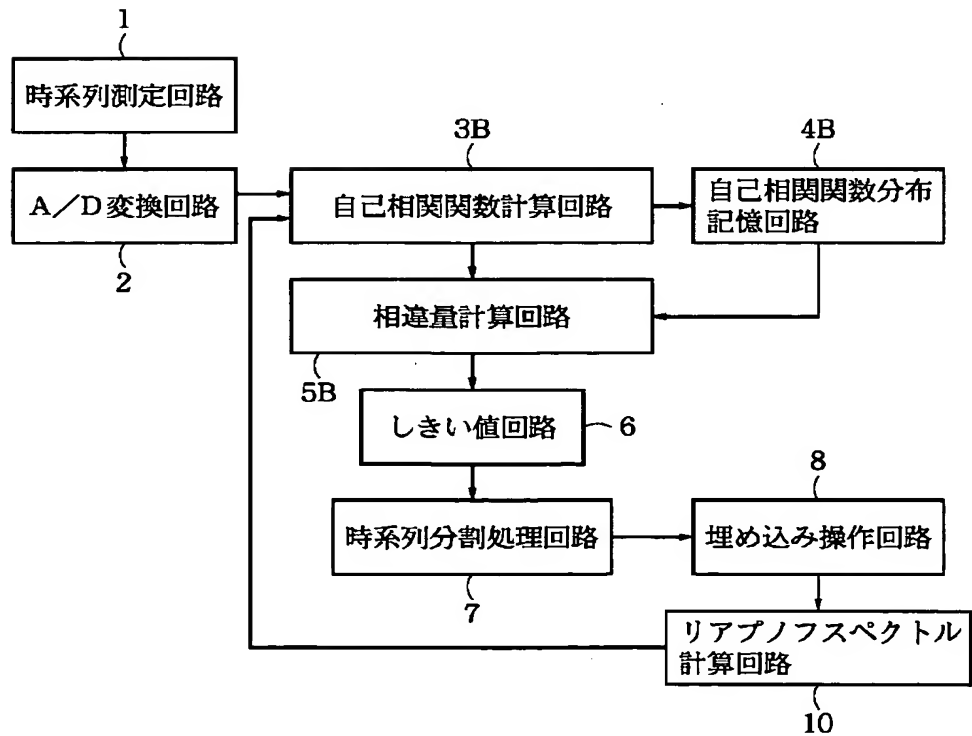 1
時系列測定回路
A／D変換回路
2
3B
自己相関関数計算回路
4B
自己相関関数分布
記憶回路
相違量計算回路
5B
しきい値回路
6
時系列分割処理回路
7
8
埋め込み操作回路
リアプノフスペクトル
計算回路
10